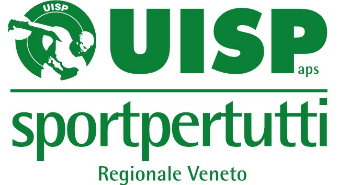 UISP
UISP
aps
sportpertutti
Regionale Veneto